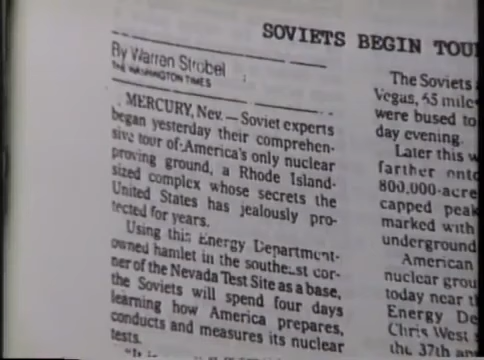 SOVIETS BEGIN TOU
By Warren Strobel
THE WASHINGTON TIMES
MERCURY, Nev. — Soviet experts
began yesterday their comprehen-
sive tour of America's only nuclear
proving ground, a Rhode Island-
sized complex whose secrets the
United States has jealously pro-
tected for years.
Using this Energy Department-
owned hamlet in the southeast cor-
ner of the Nevada Test Site as a base,
the Soviets will spend four days
learning how America prepares,
conducts and measures its nuclear
tests.
The Soviets
Vegas, 65 mile
were bused to
day evening.
Later this w
farther onto
800,000-acre
capped peak
marked with
underground
American
nuclear grou
today near t
Energy De
Chris West
the 37th an